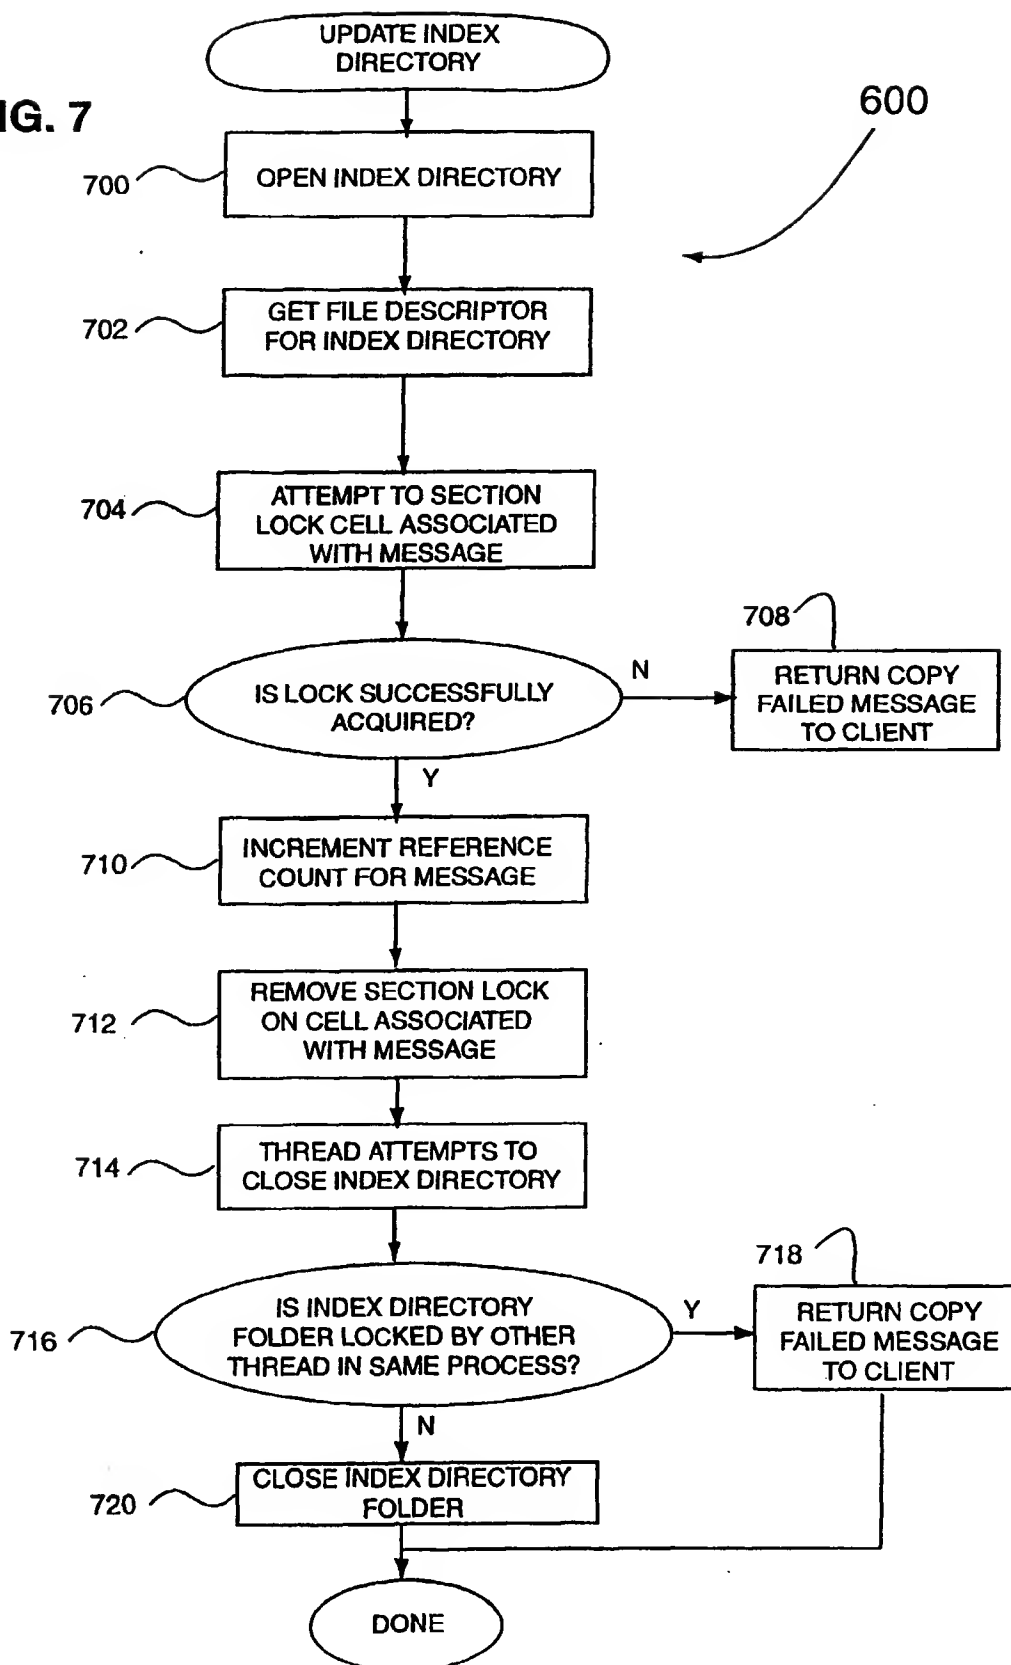 UPDATE INDEX
DIRECTORY
IG. 7
600
700
OPEN INDEX DIRECTORY
702
GET FILE DESCRIPTOR
FOR INDEX DIRECTORY
704
ATTEMPT TO SECTION
LOCK CELL ASSOCIATED
WITH MESSAGE
706
IS LOCK SUCCESSFULLY
ACQUIRED?
N
708
RETURN COPY
FAILED MESSAGE
TO CLIENT
Y
710
INCREMENT REFERENCE
COUNT FOR MESSAGE
712
REMOVE SECTION LOCK
ON CELL ASSOCIATED
WITH MESSAGE
714
THREAD ATTEMPTS TO
CLOSE INDEX DIRECTORY
716
IS INDEX DIRECTORY
FOLDER LOCKED BY OTHER
THREAD IN SAME PROCESS?
Y
718
RETURN COPY
FAILED MESSAGE
TO CLIENT
N
720
CLOSE INDEX DIRECTORY
FOLDER
DONE